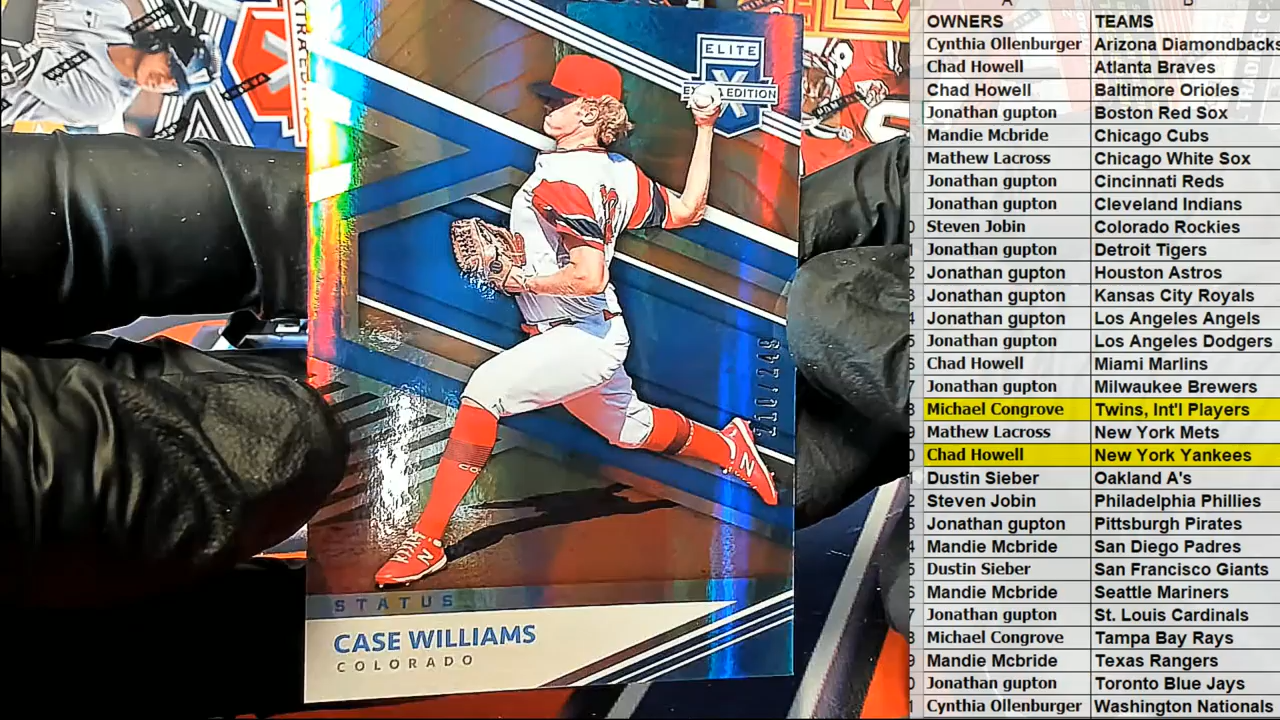 ELITE
X
EXTRA EDITION
110/249
STATUS
CASE WILLIAMS
COLORADO
A B
OWNERS TEAMS
Cynthia Ollenburger Arizona Diamondbacks
Chad Howell Atlanta Braves
Chad Howell Baltimore Orioles
Jonathan gupton Boston Red Sox
Mandie Mcbride Chicago Cubs
Mathew Lacross Chicago White Sox
Jonathan gupton Cincinnati Reds
Jonathan gupton Cleveland Indians
Steven Jobin Colorado Rockies
Jonathan gupton Detroit Tigers
Jonathan gupton Houston Astros
Jonathan gupton Kansas City Royals
Jonathan gupton Los Angeles Angels
Jonathan gupton Los Angeles Dodgers
Chad Howell Miami Marlins
Jonathan gupton Milwaukee Brewers
Michael Congrove Twins, Int'l Players
Mathew Lacross New York Mets
Chad Howell New York Yankees
Dustin Sieber Oakland A's
Steven Jobin Philadelphia Phillies
Jonathan gupton Pittsburgh Pirates
Mandie Mcbride San Diego Padres
Dustin Sieber San Francisco Giants
Mandie Mcbride Seattle Mariners
Jonathan gupton St. Louis Cardinals
Michael Congrove Tampa Bay Rays
Mandie Mcbride Texas Rangers
Jonathan gupton Toronto Blue Jays
Cynthia Ollenburger Washington Nationals